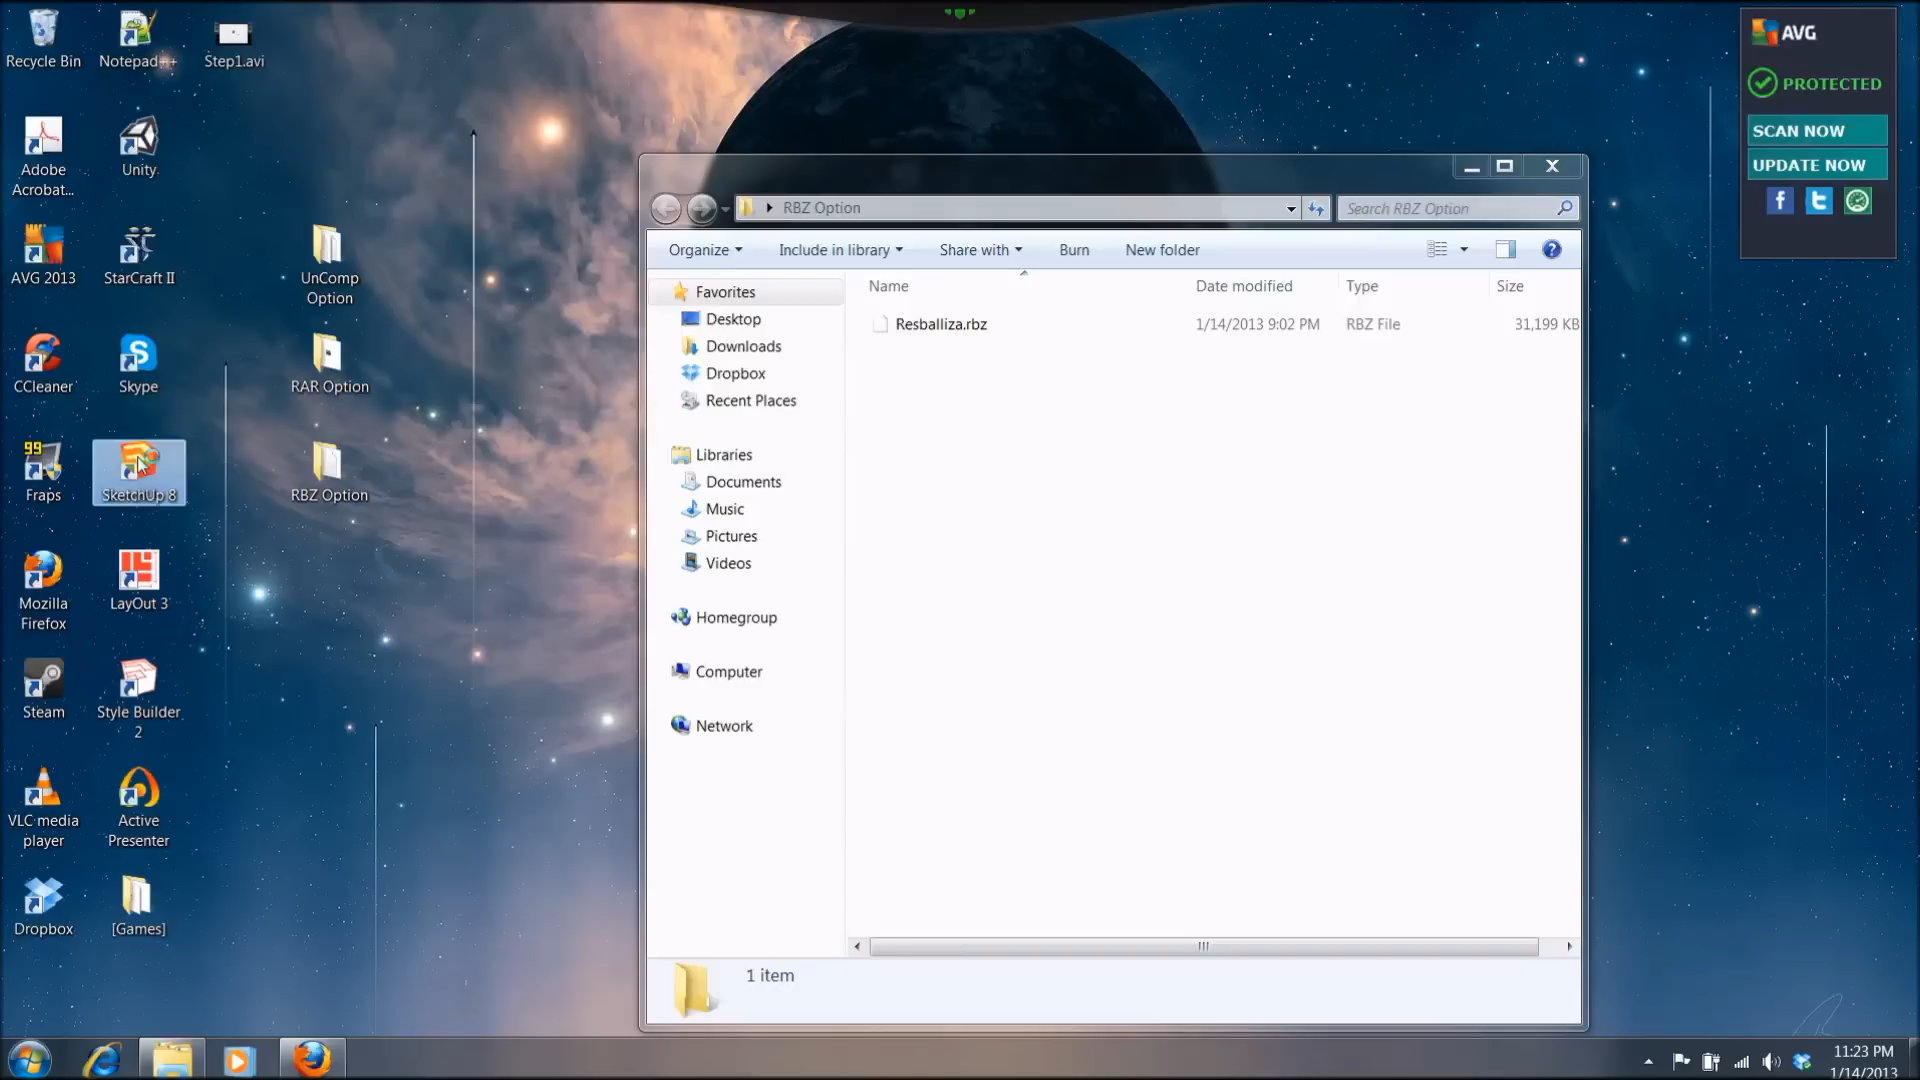 Recycle Bin
Notepad++
Step1.avi
Adobe
Acrobat...
Unity
AVG 2013
StarCraft II
UnComp
Option
CCleaner
Skype
RAR Option
99
Fraps
SketchUp 8
RBZ Option
Mozilla
Firefox
LayOut 3
Steam
Style Builder
2
VLC media
player
Active
Presenter
Dropbox
[Games]
RBZ Option
Search RBZ Option
Organize
Include in library
Share with
Burn
New folder
Favorites
Desktop
Downloads
Dropbox
Recent Places
Libraries
Documents
Music
Pictures
Videos
Homegroup
Computer
Network
Name
Date modified
Type
Size
Resballiza.rbz
1/14/2013 9:02 PM
RBZ File
31,199 KB
1 item
AVG
PROTECTED
SCAN NOW
UPDATE NOW
11:23 PM
1/14/2013